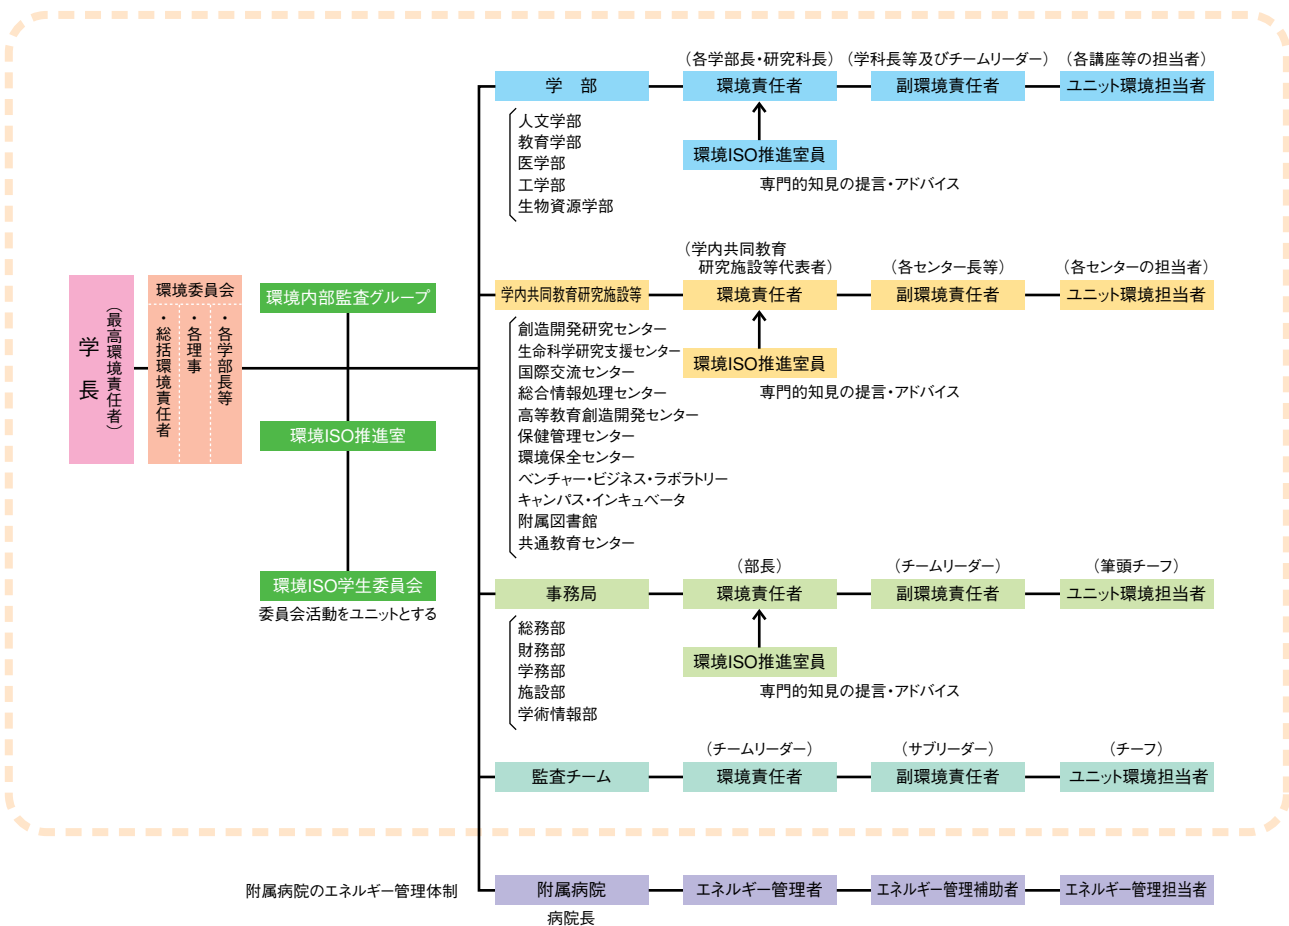 学長
（最高環境責任者）
環境委員会
・総括環境責任者
・各理事
・各学部長等
環境内部監査グループ
環境ISO推進室
環境ISO学生委員会
委員会活動をユニットとする
（各学部長・研究科長）
（学科長等及びチームリーダー）
（各講座等の担当者）
学　部
環境責任者
副環境責任者
ユニット環境担当者
人文学部
教育学部
医学部
工学部
生物資源学部
環境ISO推進室員
専門的知見の提言・アドバイス
（学内共同教育
研究施設等代表者）
（各センター長等）
（各センターの担当者）
学内共同教育研究施設等
環境責任者
副環境責任者
ユニット環境担当者
創造開発研究センター
生命科学研究支援センター
国際交流センター
総合情報処理センター
高等教育創造開発センター
保健管理センター
環境保全センター
ベンチャー・ビジネス・ラボラトリー
キャンパス・インキュベータ
附属図書館
共通教育センター
環境ISO推進室員
専門的知見の提言・アドバイス
（部長）
（チームリーダー）
（筆頭チーフ）
事務局
環境責任者
副環境責任者
ユニット環境担当者
総務部
財務部
学務部
施設部
学術情報部
環境ISO推進室員
専門的知見の提言・アドバイス
（チームリーダー）
（サブリーダー）
（チーフ）
監査チーム
環境責任者
副環境責任者
ユニット環境担当者
附属病院のエネルギー管理体制
附属病院
エネルギー管理者
エネルギー管理補助者
エネルギー管理担当者
病院長